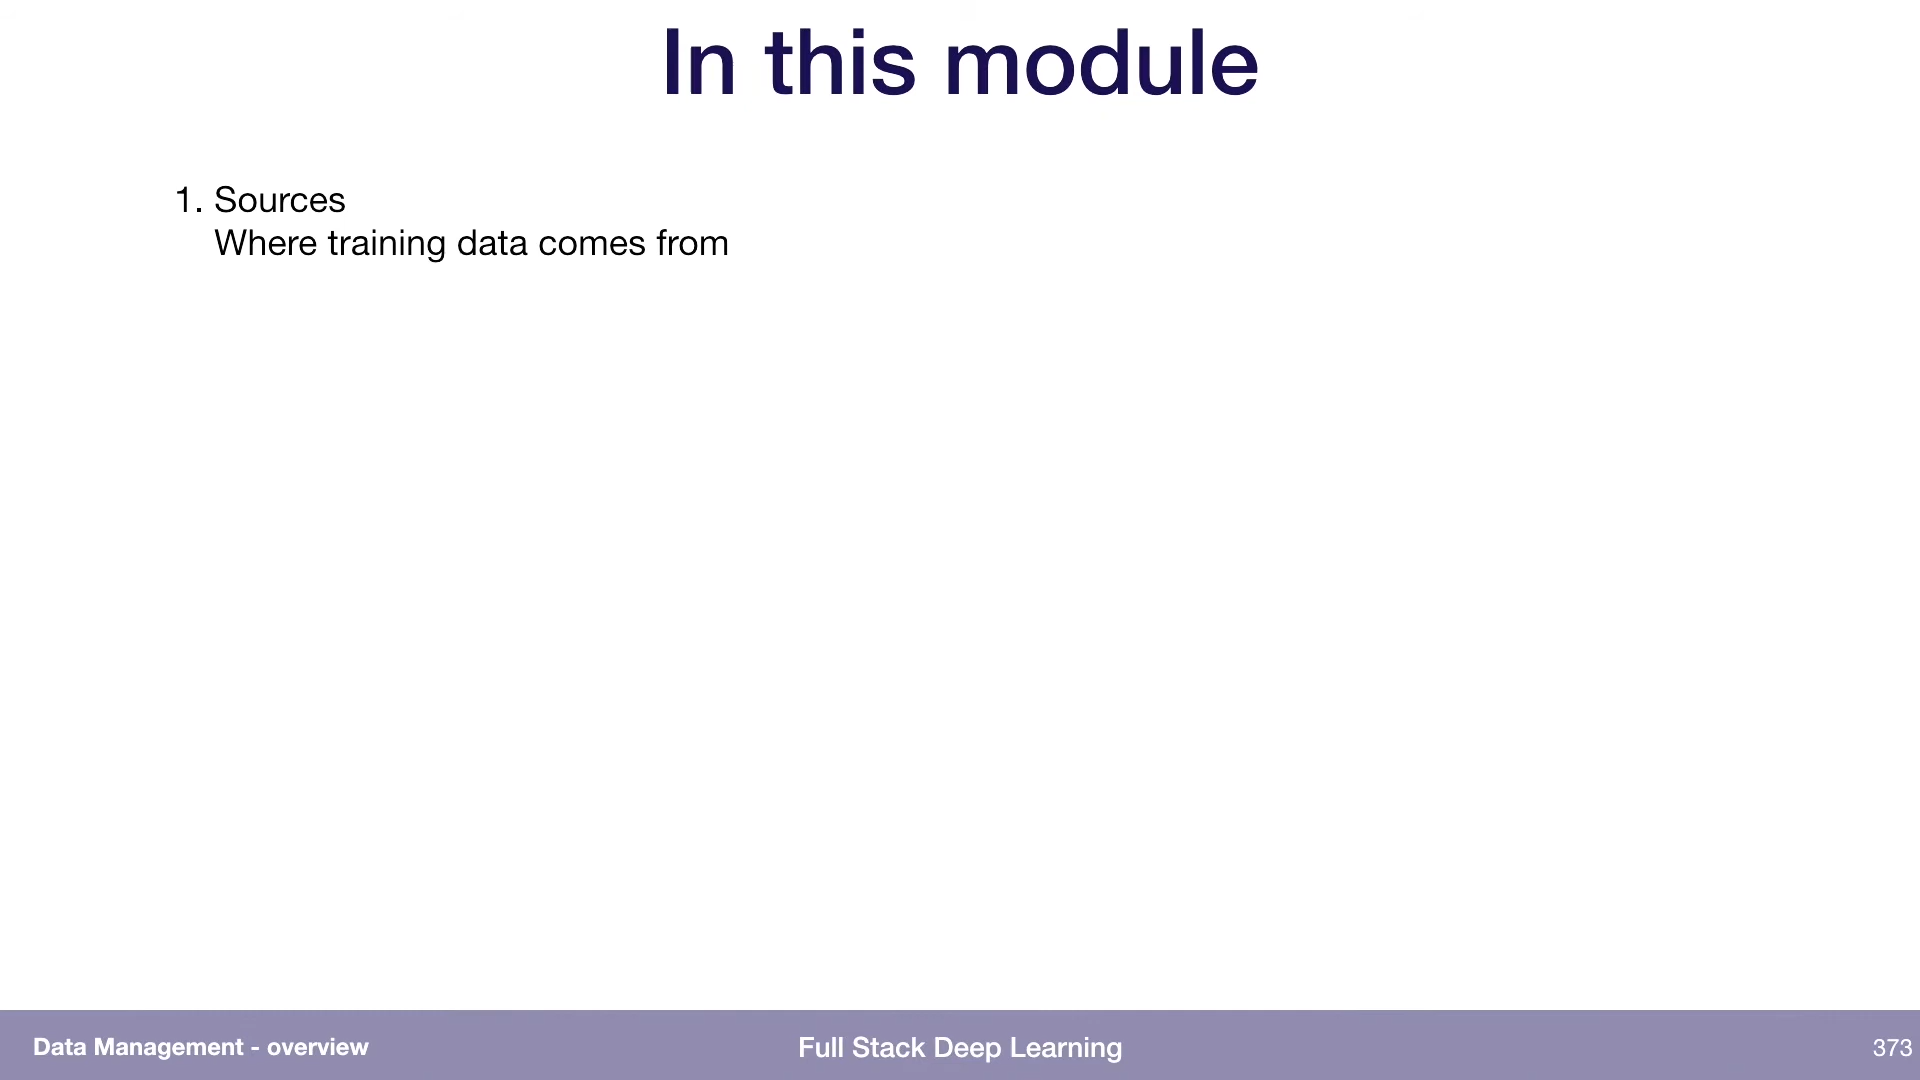 In this module
1. Sources
Where training data comes from
Data Management - overview
Full Stack Deep Learning
373